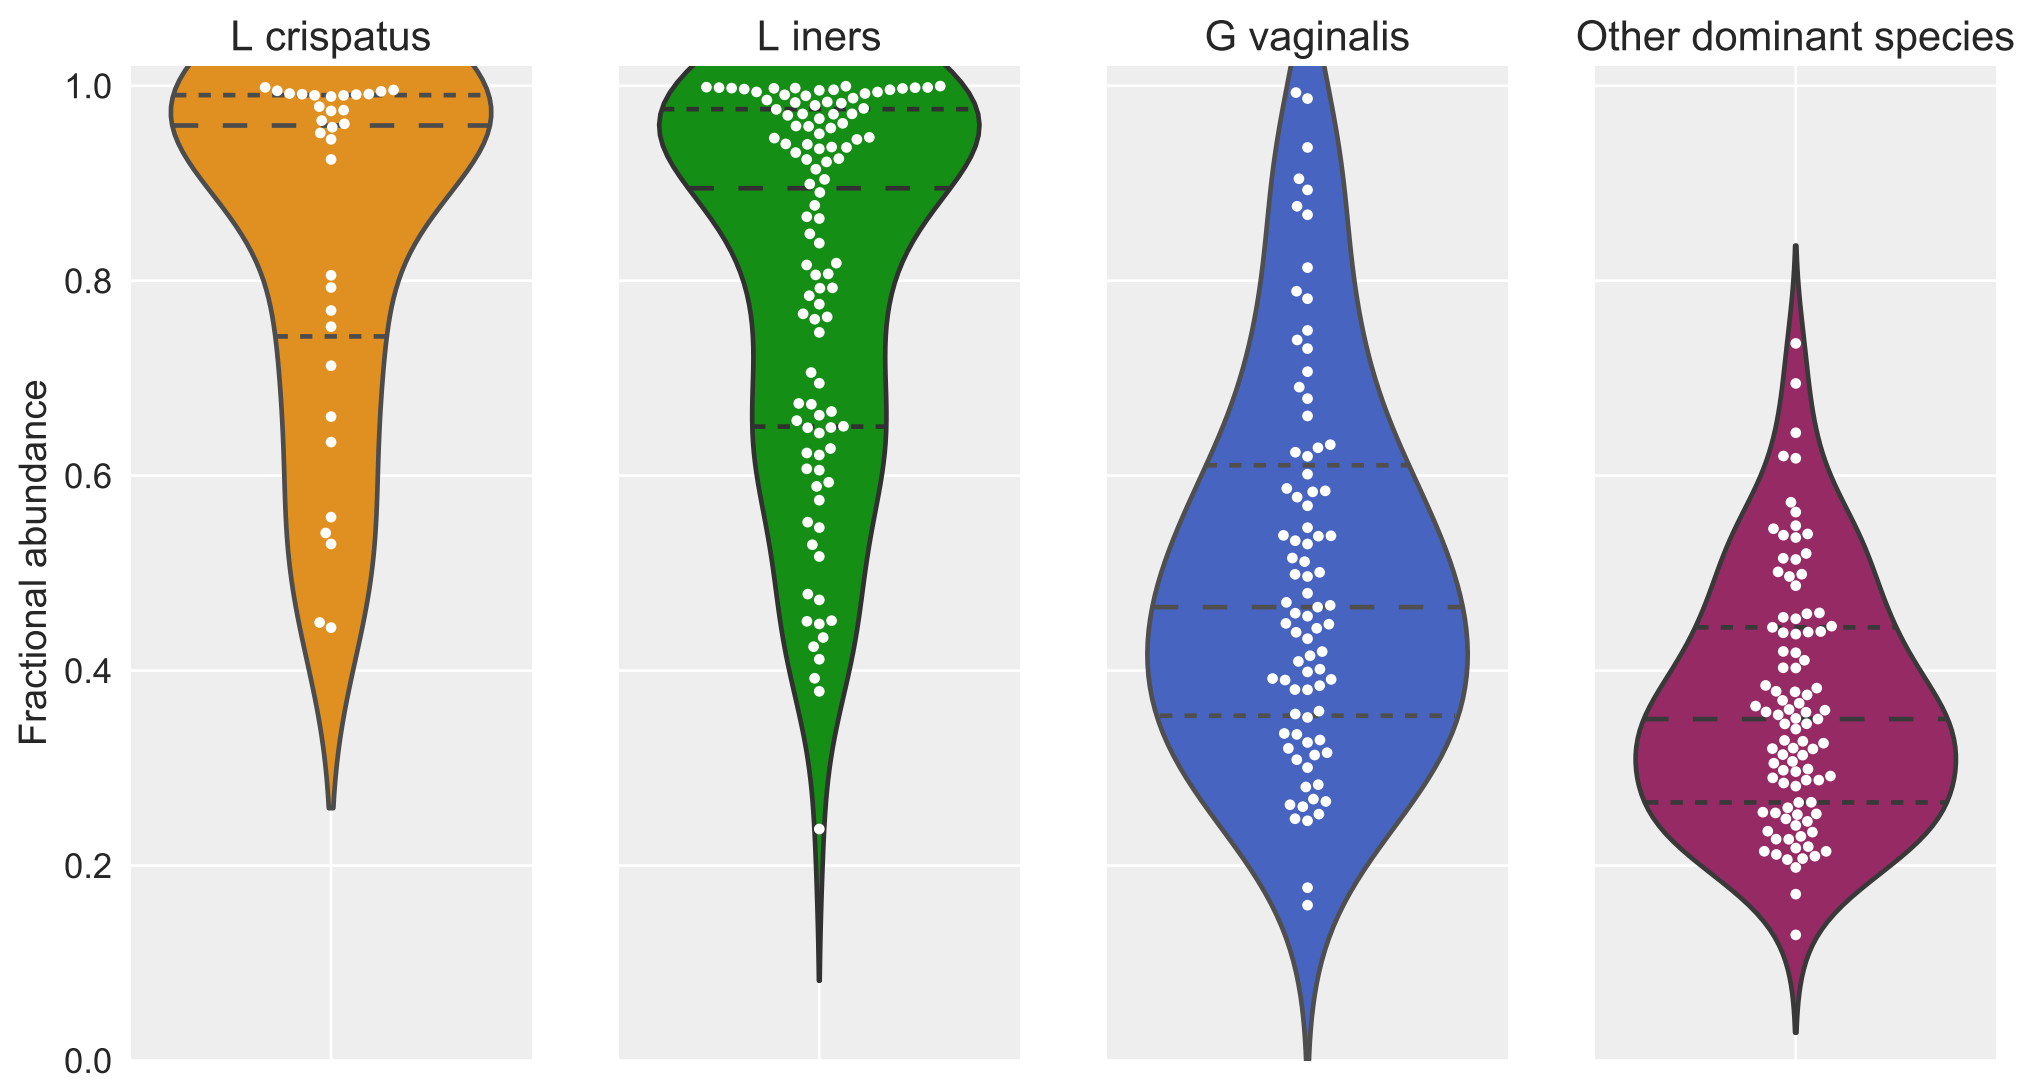 L crispatus
L iners
G vaginalis
Other dominant species
Fractional abundance
1.0
0.8
0.6
0.4
0.2
0.0